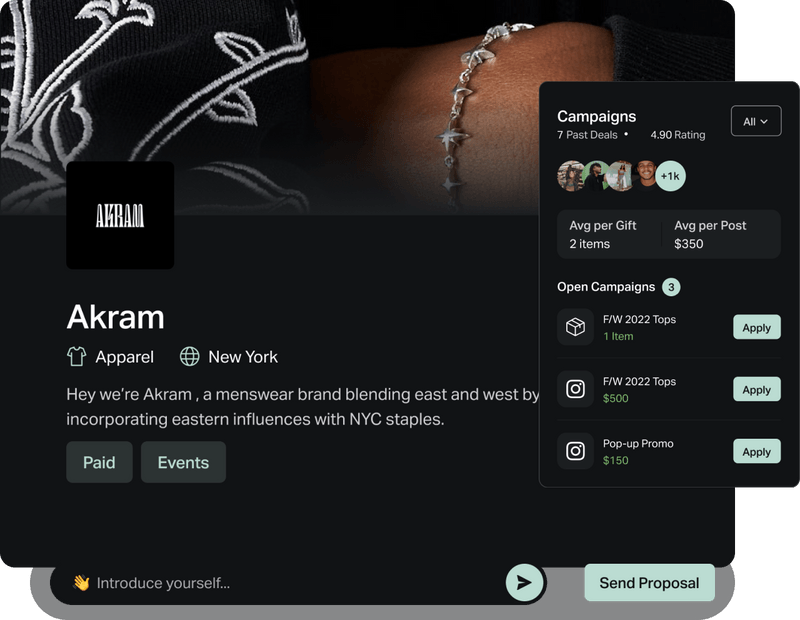 AKRAM
Akram
Apparel
New York
Hey we're Akram , a menswear brand blending east and west by
incorporating eastern influences with NYC staples.
Paid
Events
👋 Introduce yourself...
Send Proposal
Campaigns
7 Past Deals • 4.90 Rating
All
+1k
Avg per Gift
2 items
Avg per Post
$350
Open Campaigns 3
F/W 2022 Tops
1 Item
Apply
F/W 2022 Tops
$500
Apply
Pop-up Promo
$150
Apply